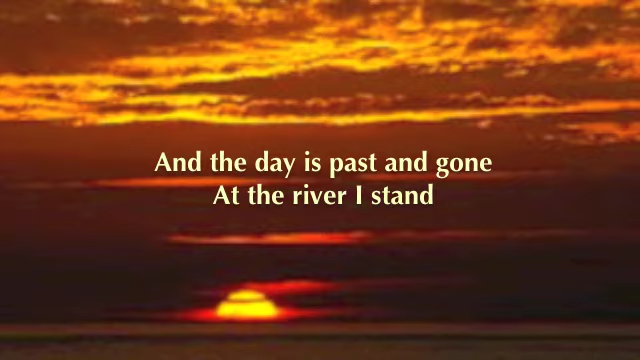 And the day is past and gone
At the river I stand